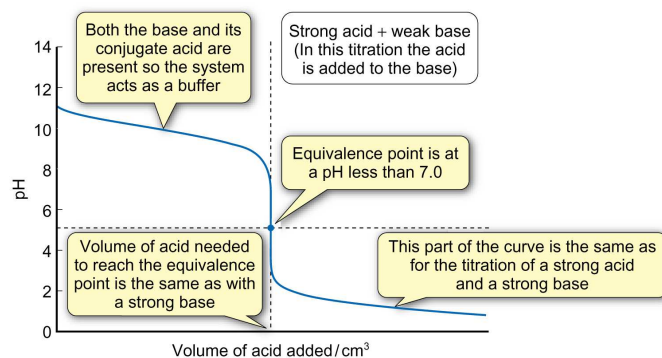 Both the base and its
conjugate acid are
present so the system
acts as a buffer
Strong acid + weak base
(In this titration the acid
is added to the base)
14
12
10
8
6
4
2
0
pH
Equivalence point is at
a pH less than 7.0
Volume of acid needed
to reach the equivalence
point is the same as with
a strong base
This part of the curve is the same as
for the titration of a strong acid
and a strong base
Volume of acid added/cm³